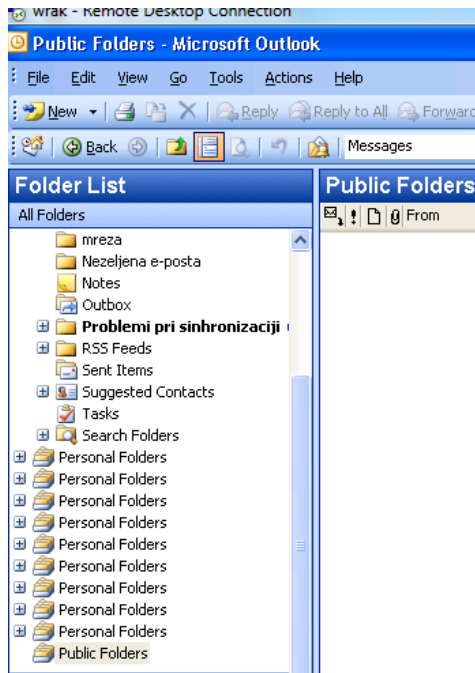 wrak - Remote Desktop Connection
Public Folders - Microsoft Outlook
File Edit View Go Tools Actions Help
New Reply Reply to All Forward
Back Messages
Folder List Public Folders
All Folders From
mreza
Nezeljena e-posta
Notes
Outbox
Problemi pri sinhronizaciji
RSS Feeds
Sent Items
Suggested Contacts
Tasks
Search Folders
Personal Folders
Personal Folders
Personal Folders
Personal Folders
Personal Folders
Personal Folders
Personal Folders
Personal Folders
Personal Folders
Public Folders